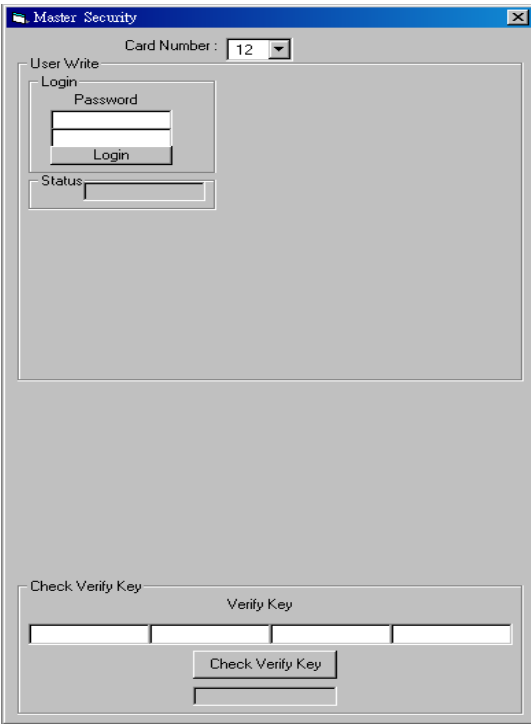 Master Security
Card Number : 12
User Write
Login
Password
Login
Status
Check Verify Key
Verify Key
Check Verify Key